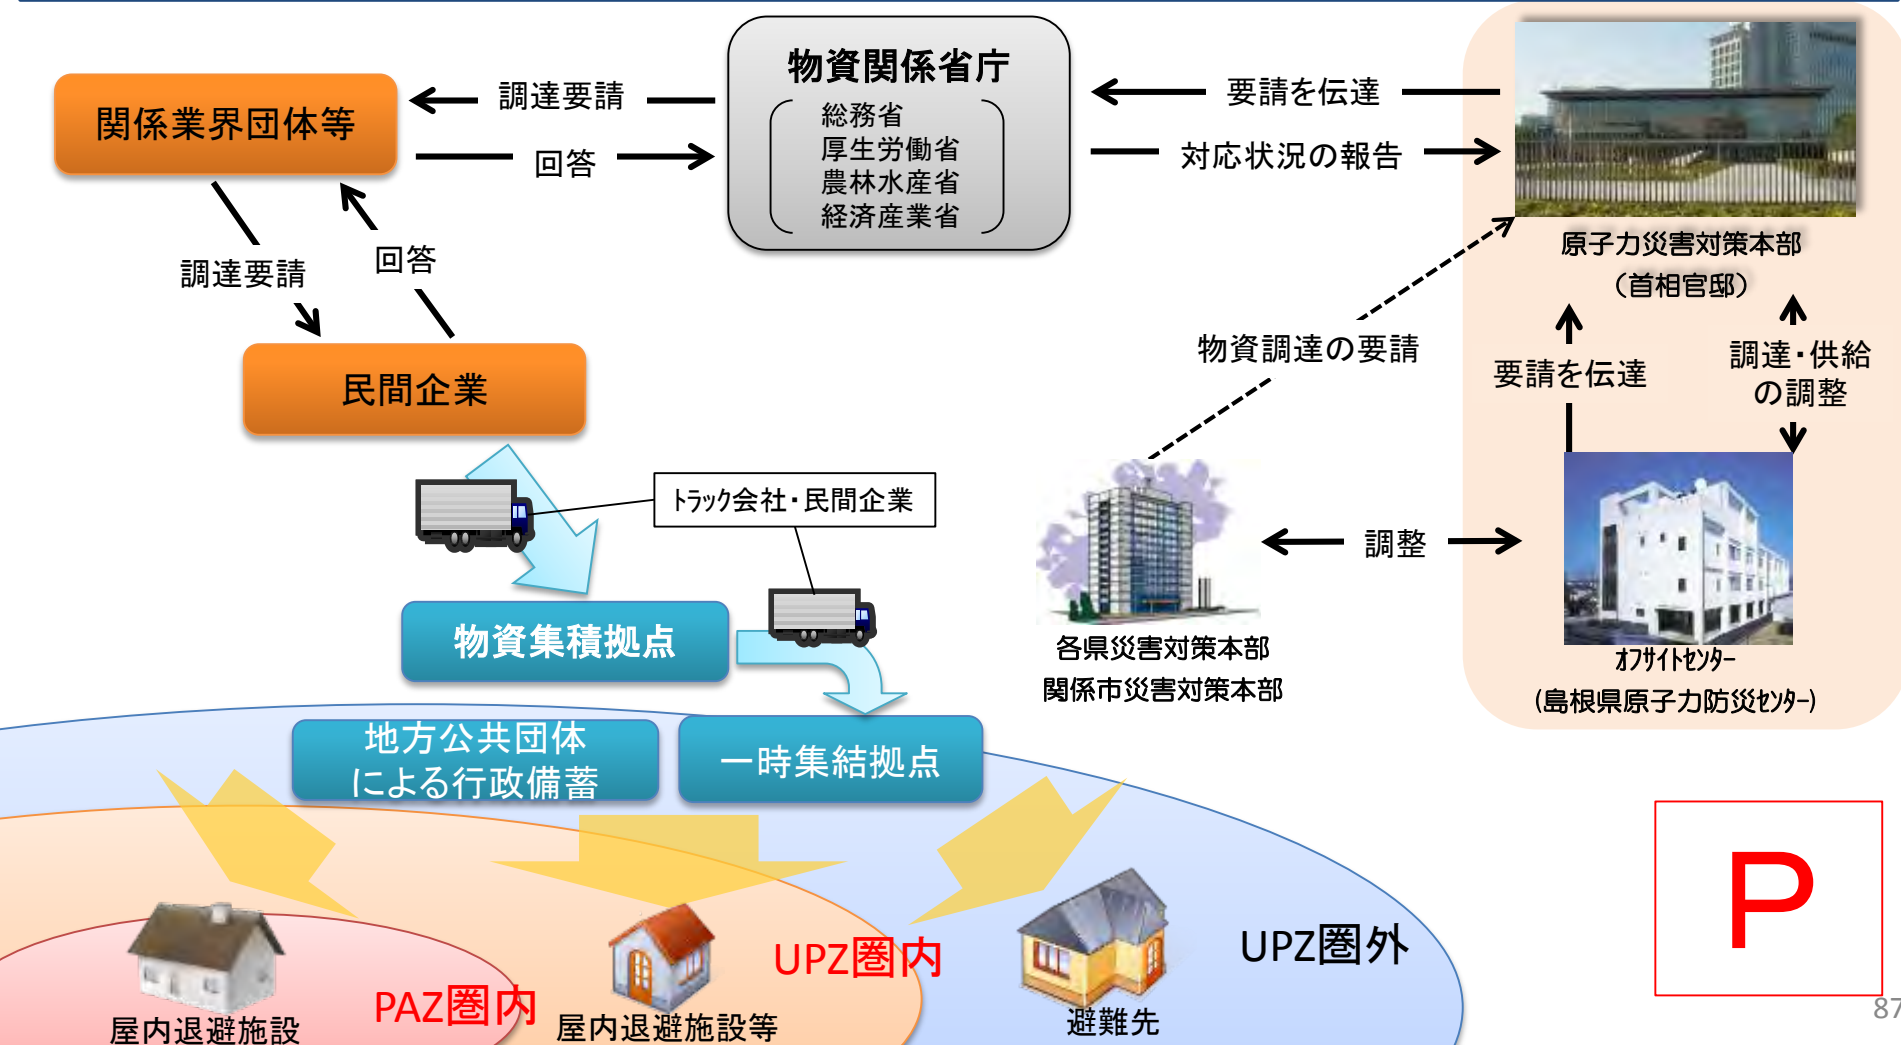 関係業界団体等
調達要請
回答
物資関係省庁
総務省
厚生労働省
農林水産省
経済産業省
要請を伝達
対応状況の報告
原子力災害対策本部
（首相官邸）
調達要請
回答
民間企業
物資調達の要請
要請を伝達
調達・供給
の調整
ﾄﾗｯｸ会社・民間企業
調整
物資集積拠点
各県災害対策本部
関係市災害対策本部
ｵﾌｻｲﾄｾﾝﾀｰ
(島根県原子力防災ｾﾝﾀｰ)
地方公共団体
による行政備蓄
一時集結拠点
P
UPZ圏外
UPZ圏内
PAZ圏内
屋内退避施設
屋内退避施設等
避難先
87